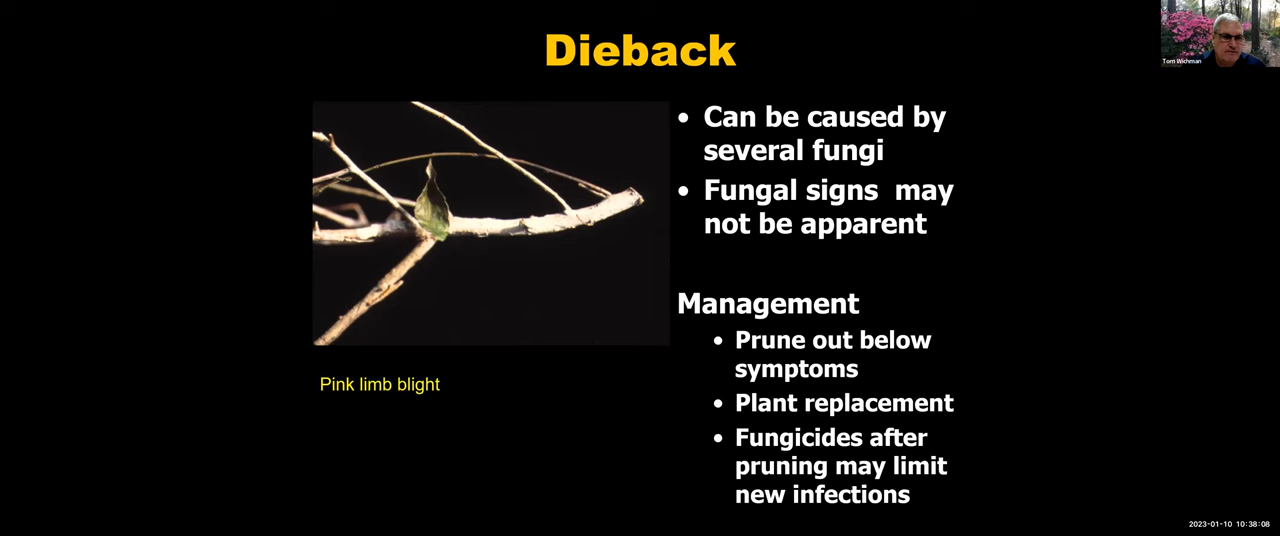 Dieback
Tom Wichman
• Can be caused by
several fungi
• Fungal signs  may
not be apparent
Management
• Prune out below
symptoms
• Plant replacement
• Fungicides after
pruning may limit
new infections
Pink limb blight
2023-01-10 10:38:08